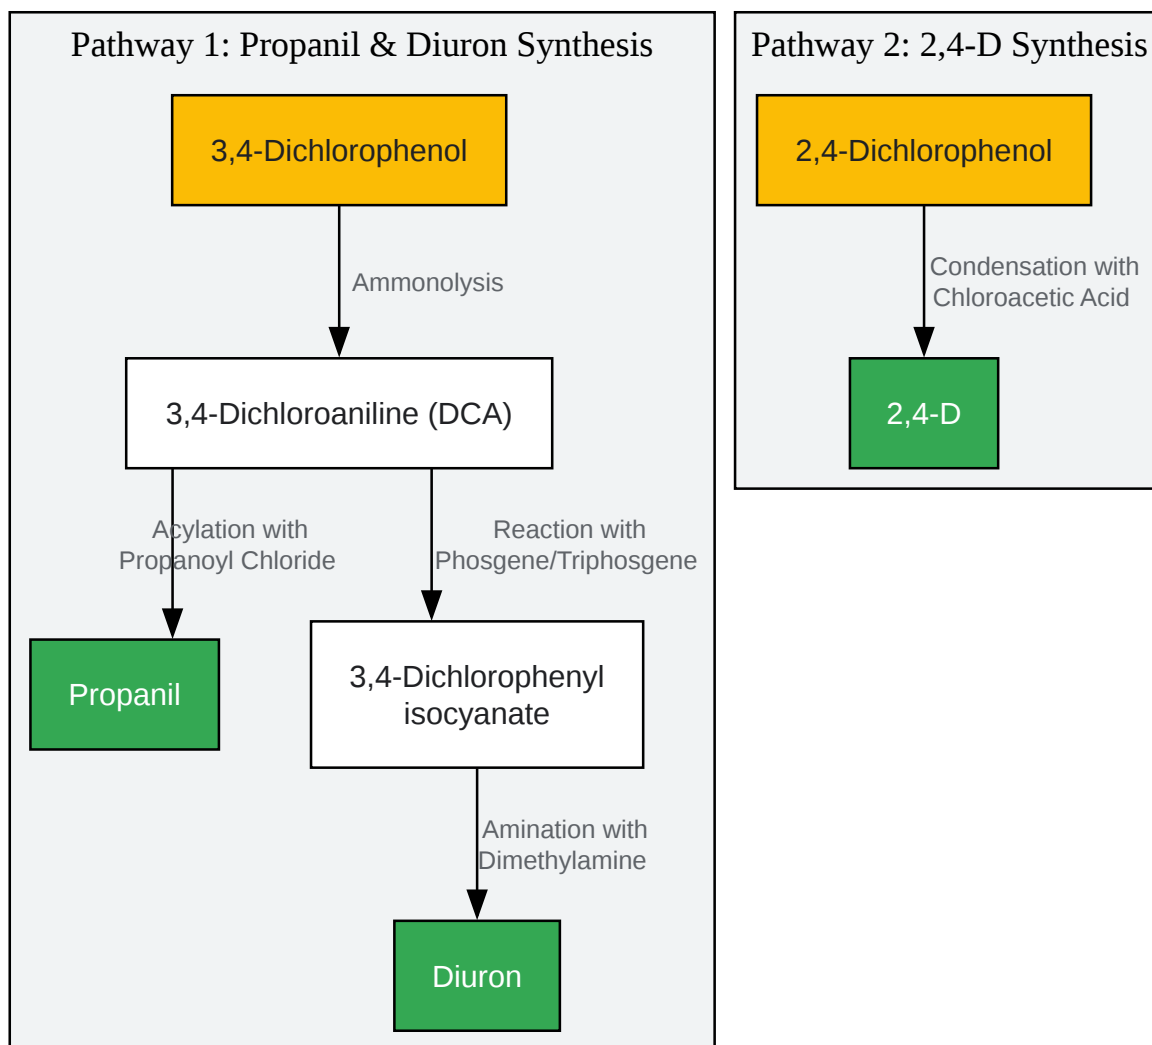 Pathway 1: Propanil & Diuron Synthesis
3,4-Dichlorophenol
Ammonolysis
3,4-Dichloroaniline (DCA)
Acylation with
Propanoyl Chloride
Reaction with
Phosgene/Triphosgene
Propanil
3,4-Dichlorophenyl
isocyanate
Amination with
Dimethylamine
Diuron
Pathway 2: 2,4-D Synthesis
2,4-Dichlorophenol
Condensation with
Chloroacetic Acid
2,4-D